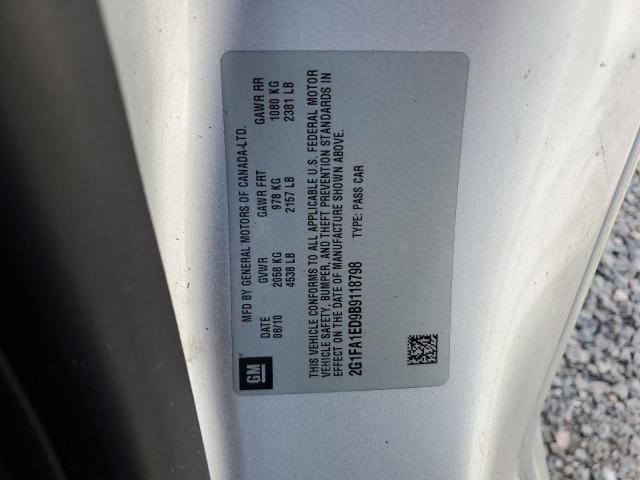 GM
MFD BY GENERAL MOTORS OF CANADA LTD.
DATE GVWR GAWR FRT GAWR RR
08/10 2058 KG 978 KG 1080 KG
4538 LB 2157 LB 2381 LB
THIS VEHICLE CONFORMS TO ALL APPLICABLE U.S. FEDERAL MOTOR
VEHICLE SAFETY, BUMPER, AND THEFT PREVENTION STANDARDS IN
EFFECT ON THE DATE OF MANUFACTURE SHOWN ABOVE.
2G1FA1ED9B9118798 TYPE: PASS CAR